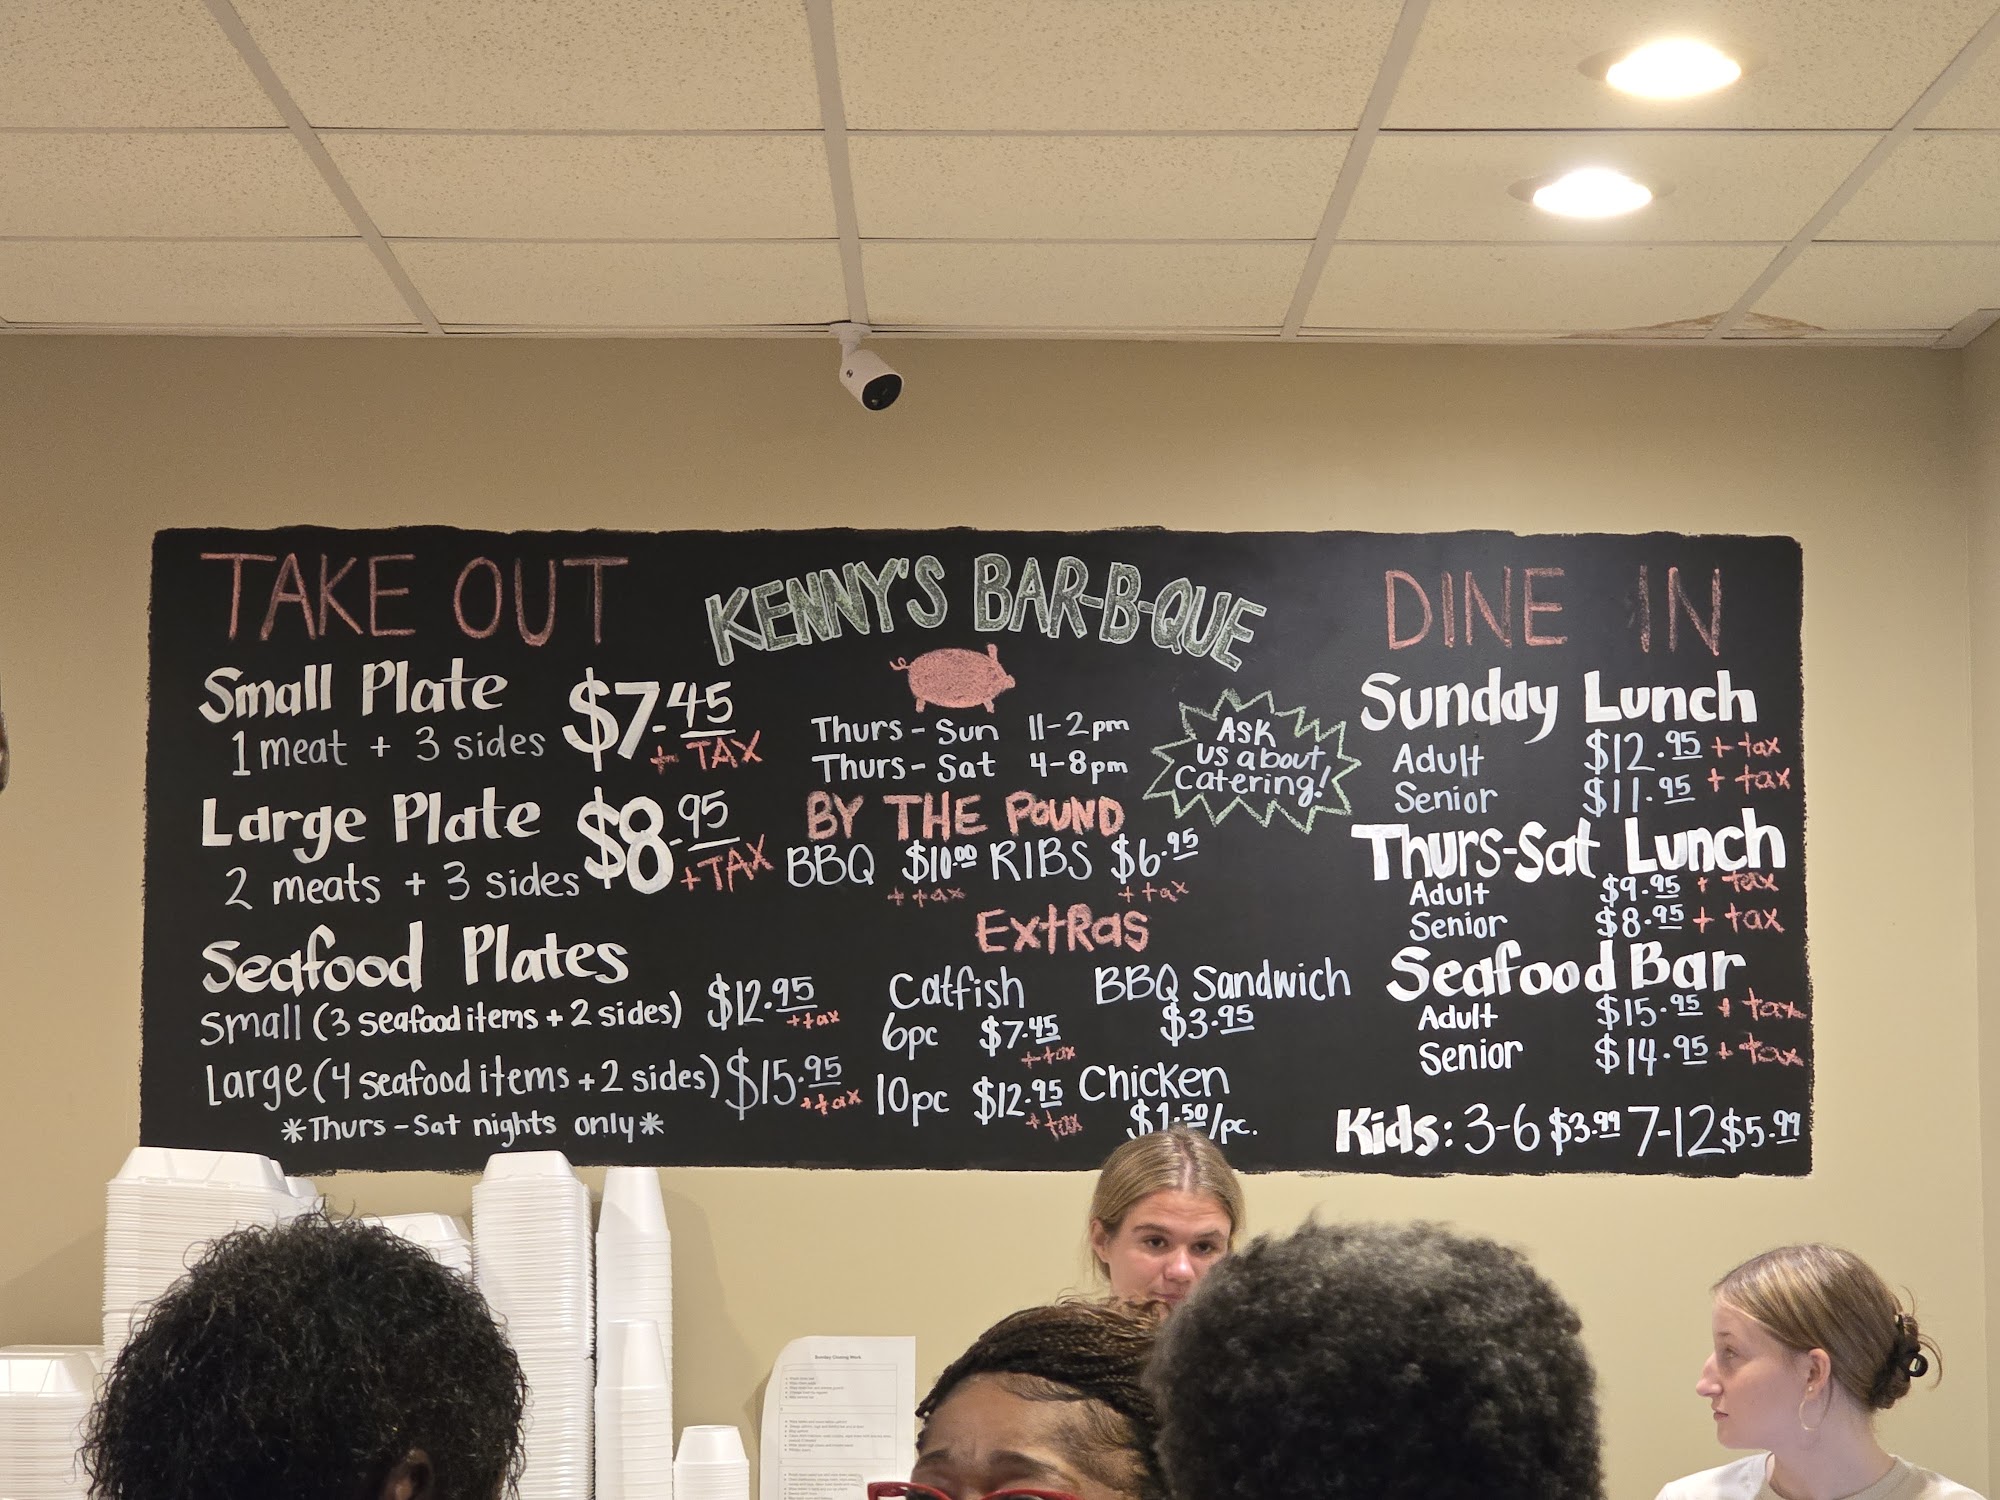 TAKE OUT
Small Plate $7.45
1 meat + 3 sides + TAX
Large Plate $8.95
2 meats + 3 sides + TAX
Seafood Plates
Small (3 seafood items + 2 sides) $12.95
+ tax
Large (4 seafood items + 2 sides) $15.95
+ tax
*Thurs - Sat nights only*
KENNY'S BAR-B-QUE
Thurs - Sun 11-2pm
Thurs - Sat 4-8pm
Ask
us about
Catering!
BY THE POUND
BBQ $10.00 RIBS $6.95
+ tax + tax
Extras
Catfish
6pc $7.45
+ tax
10pc $12.95
+ tax
BBQ Sandwich
$3.95
Chicken
$1.50/pc.
DINE IN
Sunday Lunch
Adult $12.95 + tax
Senior $11.95 + tax
Thurs-Sat Lunch
Adult $9.95 + tax
Senior $8.95 + tax
Seafood Bar
Adult $15.95 + tax
Senior $14.95 + tax
Kids: 3-6 $3.99 7-12 $5.99
Sunday Closing Work